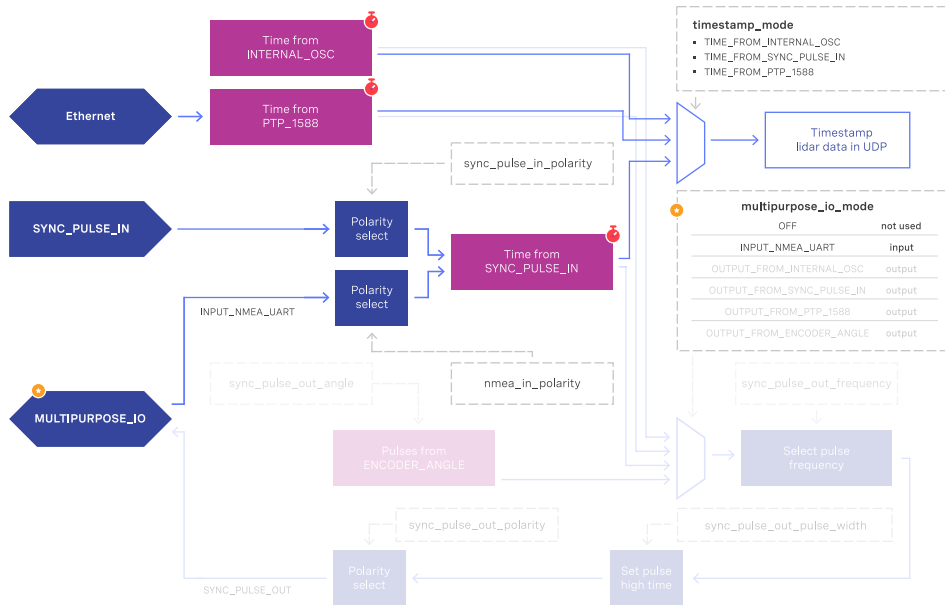 Time from
INTERNAL_OSC
timestamp_mode
TIME_FROM_INTERNAL_OSC
TIME_FROM_SYNC_PULSE_IN
TIME_FROM_PTP_1588
Ethernet
Time from
PTP_1588
Timestamp
lidar data in UDP
sync_pulse_in_polarity
SYNC_PULSE_IN
Polarity
select
multipurpose_io_mode
OFF not used
INPUT_NMEA_UART input
OUTPUT_FROM_INTERNAL_OSC output
OUTPUT_FROM_SYNC_PULSE_IN output
OUTPUT_FROM_PTP_1588 output
OUTPUT_FROM_ENCODER_ANGLE output
Time from
SYNC_PULSE_IN
Polarity
select
INPUT_NMEA_UART
sync_pulse_out_angle
nmea_in_polarity
sync_pulse_out_frequency
MULTIPURPOSE_IO
Pulses from
ENCODER_ANGLE
Select pulse
frequency
sync_pulse_out_polarity
sync_pulse_out_pulse_width
Polarity
select
Set pulse
high time
SYNC_PULSE_OUT